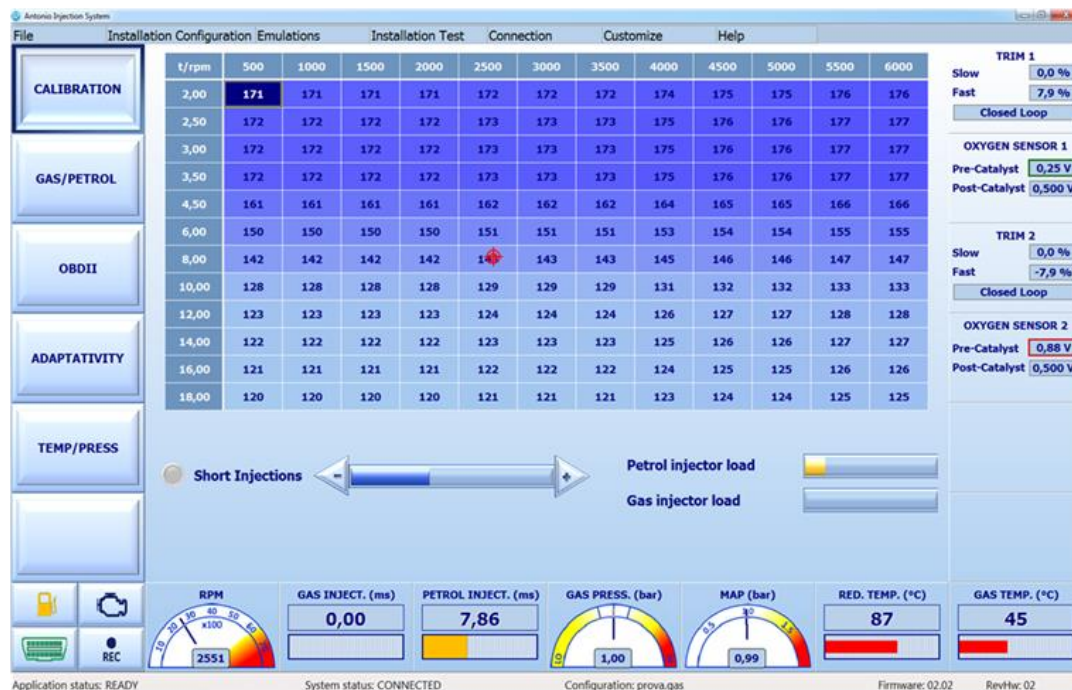 Antonio Injection System
File Installation Configuration Emulations Installation Test Connection Customize Help
CALIBRATION
GAS/PETROL
OBDII
ADAPTATIVITY
TEMP/PRESS
REC
t/rpm 500 1000 1500 2000 2500 3000 3500 4000 4500 5000 5500 6000
2,00 171 171 171 171 172 172 172 174 175 175 176 176
2,50 172 172 172 172 173 173 173 175 176 176 177 177
3,00 172 172 172 172 173 173 173 175 176 176 177 177
3,50 172 172 172 172 173 173 173 175 176 176 177 177
4,50 161 161 161 161 162 162 162 164 165 165 166 166
6,00 150 150 150 150 151 151 151 153 154 154 155 155
8,00 142 142 142 142 143 143 145 146 146 147 147
10,00 128 128 128 128 129 129 129 131 132 132 133 133
12,00 123 123 123 123 124 124 124 126 127 127 128 128
14,00 122 122 122 122 123 123 123 125 126 126 127 127
16,00 121 121 121 121 122 122 122 124 125 125 126 126
18,00 120 120 120 120 121 121 121 123 124 124 125 125
Short Injections - +
Petrol injector load
Gas injector load
TRIM 1
Slow 0,0 %
Fast 7,9 %
Closed Loop
OXYGEN SENSOR 1
Pre-Catalyst 0,25 V
Post-Catalyst 0,500 V
TRIM 2
Slow 0,0 %
Fast -7,9 %
Closed Loop
OXYGEN SENSOR 2
Pre-Catalyst 0,88 V
Post-Catalyst 0,500 V
RPM
10 20 30 40 50 60
x100
2551
GAS INJECT. (ms)
0,00
PETROL INJECT. (ms)
7,86
GAS PRESS. (bar)
LO
1,00
MAP (bar)
0.5 1.0 1.5
0,99
RED. TEMP. (°C)
87
GAS TEMP. (°C)
45
Application status: READY System status: CONNECTED Configuration: prova.gas Firmware: 02.02 RevHw: 02